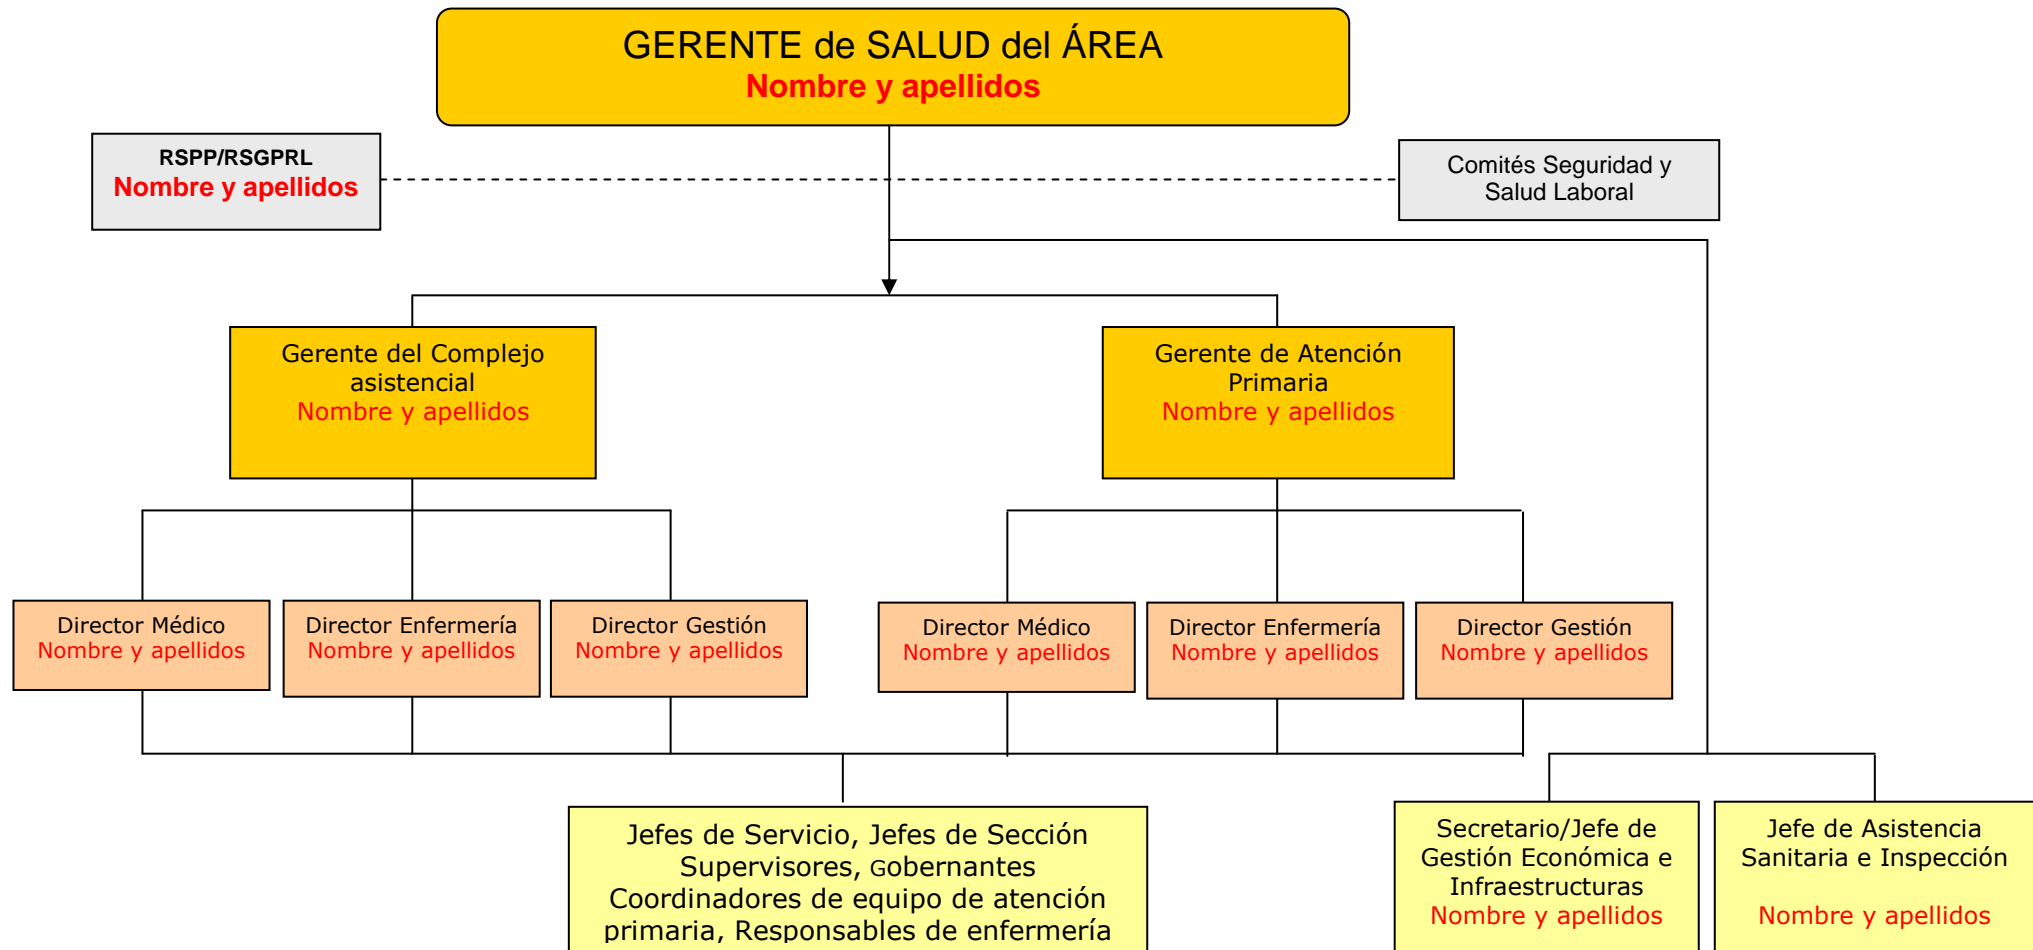 GERENTE de SALUD del ÁREA
Nombre y apellidos
RSPP/RSGPRL
Nombre y apellidos
Comités Seguridad y
Salud Laboral
Gerente del Complejo
asistencial
Nombre y apellidos
Gerente de Atención
Primaria
Nombre y apellidos
Director Médico
Nombre y apellidos
Director Enfermería
Nombre y apellidos
Director Gestión
Nombre y apellidos
Director Médico
Nombre y apellidos
Director Enfermería
Nombre y apellidos
Director Gestión
Nombre y apellidos
Jefes de Servicio, Jefes de Sección
Supervisores, Gobernantes
Coordinadores de equipo de atención
primaria, Responsables de enfermería
Secretario/Jefe de
Gestión Económica e
Infraestructuras
Nombre y apellidos
Jefe de Asistencia
Sanitaria e Inspección
Nombre y apellidos